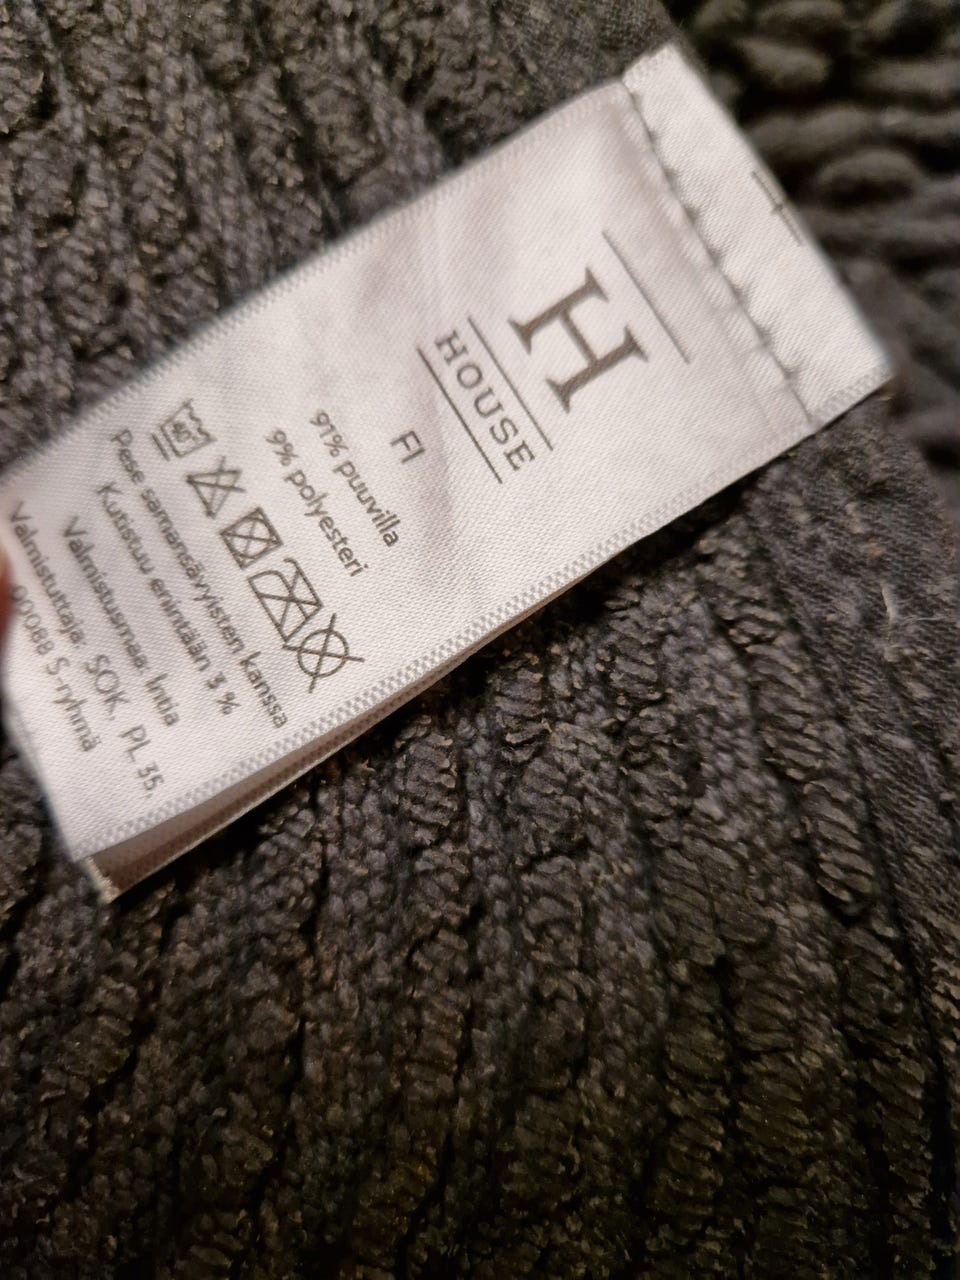 H
HOUSE
FI
91% puuvilla
9% polyesteri
40
Pese samansävyisten kanssa
Kutistuu enintään 3 %
Valmistusmaa Intia
Valmistuttaja: SOK, PL 35,
00088 S-ryhmä